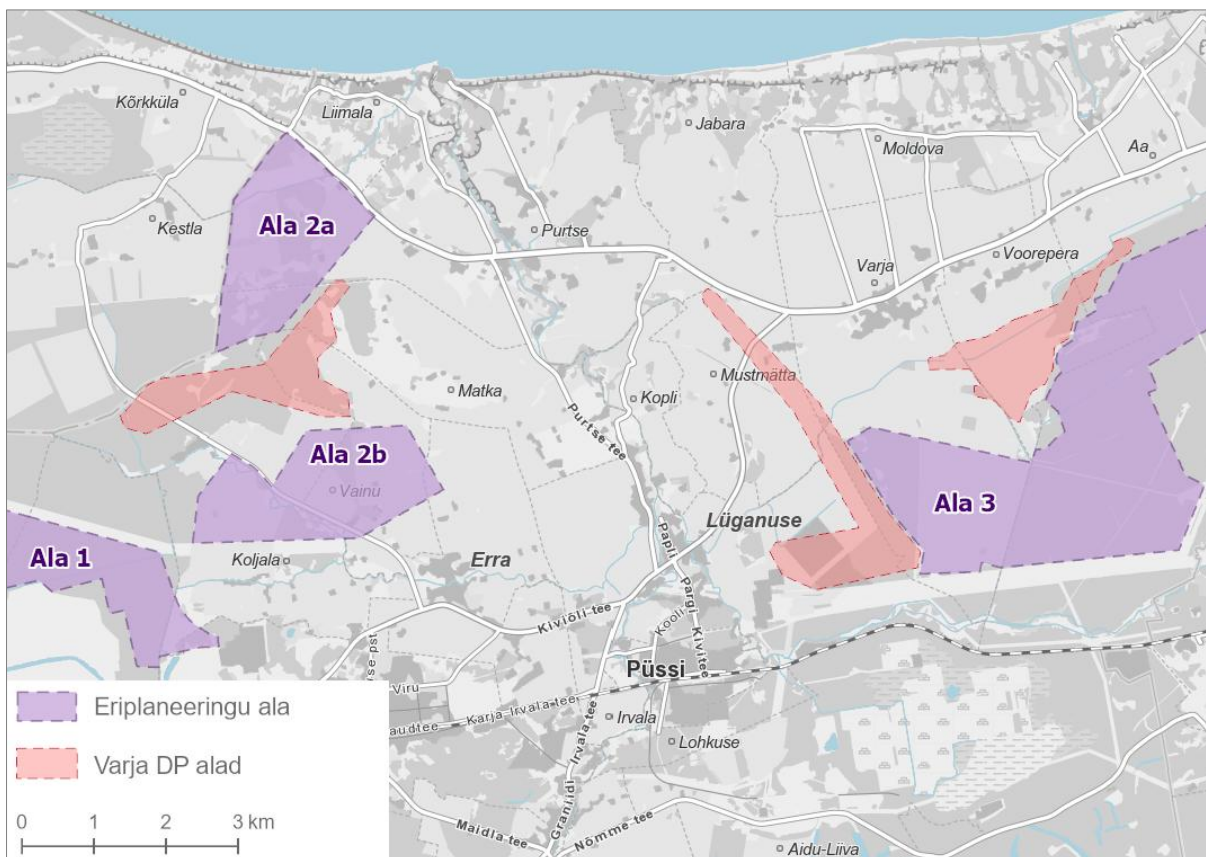 Kõrkküla
Liimala
Jabara
Moldova
Aa
Kestla
Ala 2a
Purtse
Voorepera
Varja
Matka
Kopli
Mustmätta
Purtse tee
Ala 2b
Vainu
Ala 3
Ala 1
Koljala
Erra
Lüganuse
Papli
Pargi
Kiviõli tee
Kooli
Kivitee
Püssi
Viru
Karja-Irvala tee
Irvala tee
Irvala
Lohkuse
Graniidi
Maidla tee
Nõmme tee
Aidu-Liiva
Eriplaneeringu ala
Varja DP alad
0 1 2 3 km